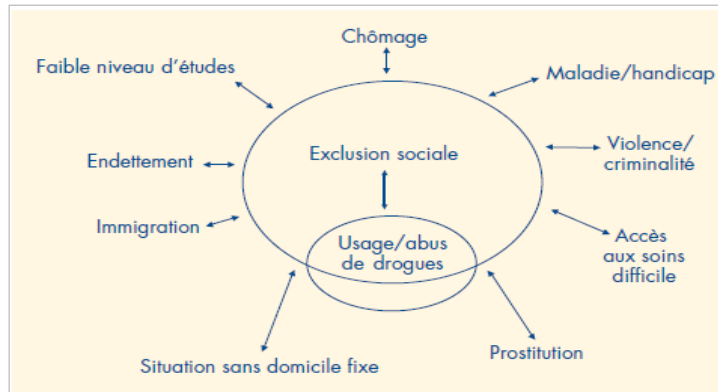 Chômage
Faible niveau d'études
Maladie/handicap
Endettement
Exclusion sociale
Violence/
criminalité
Immigration
Usage/abus
de drogues
Accès
aux soins
difficile
Situation sans domicile fixe
Prostitution